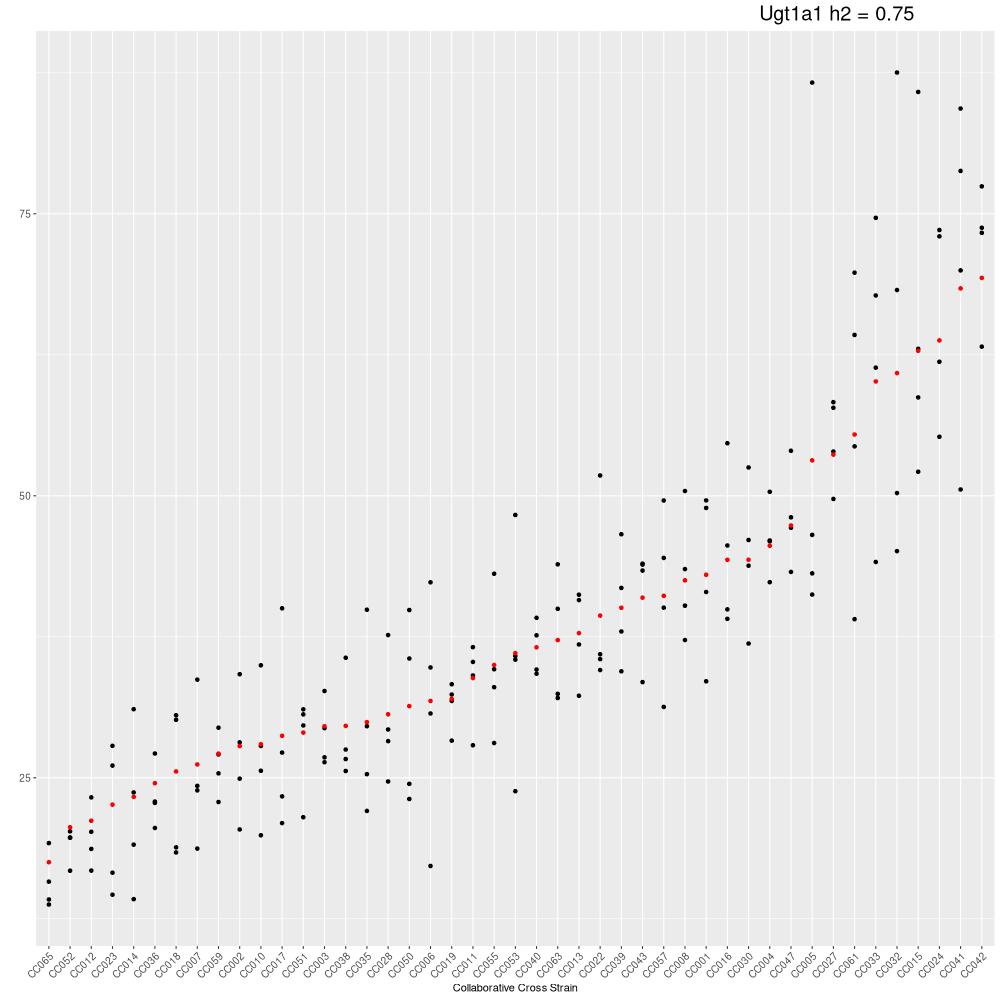 Ugt1a1 h2 = 0.75
75
50
25
CC065 CC052 CC012 CC023 CC014 CC036 CC018 CC007 CC059 CC002 CC010 CC017 CC051 CC003 CC038 CC035 CC028 CC050 CC006 CC019 CC011 CC055 CC053 CC040 CC063 CC013 CC022 CC039 CC043 CC057 CC008 CC001 CC016 CC030 CC004 CC047 CC005 CC027 CC061 CC033 CC032 CC015 CC024 CC041 CC042
Collaborative Cross Strain